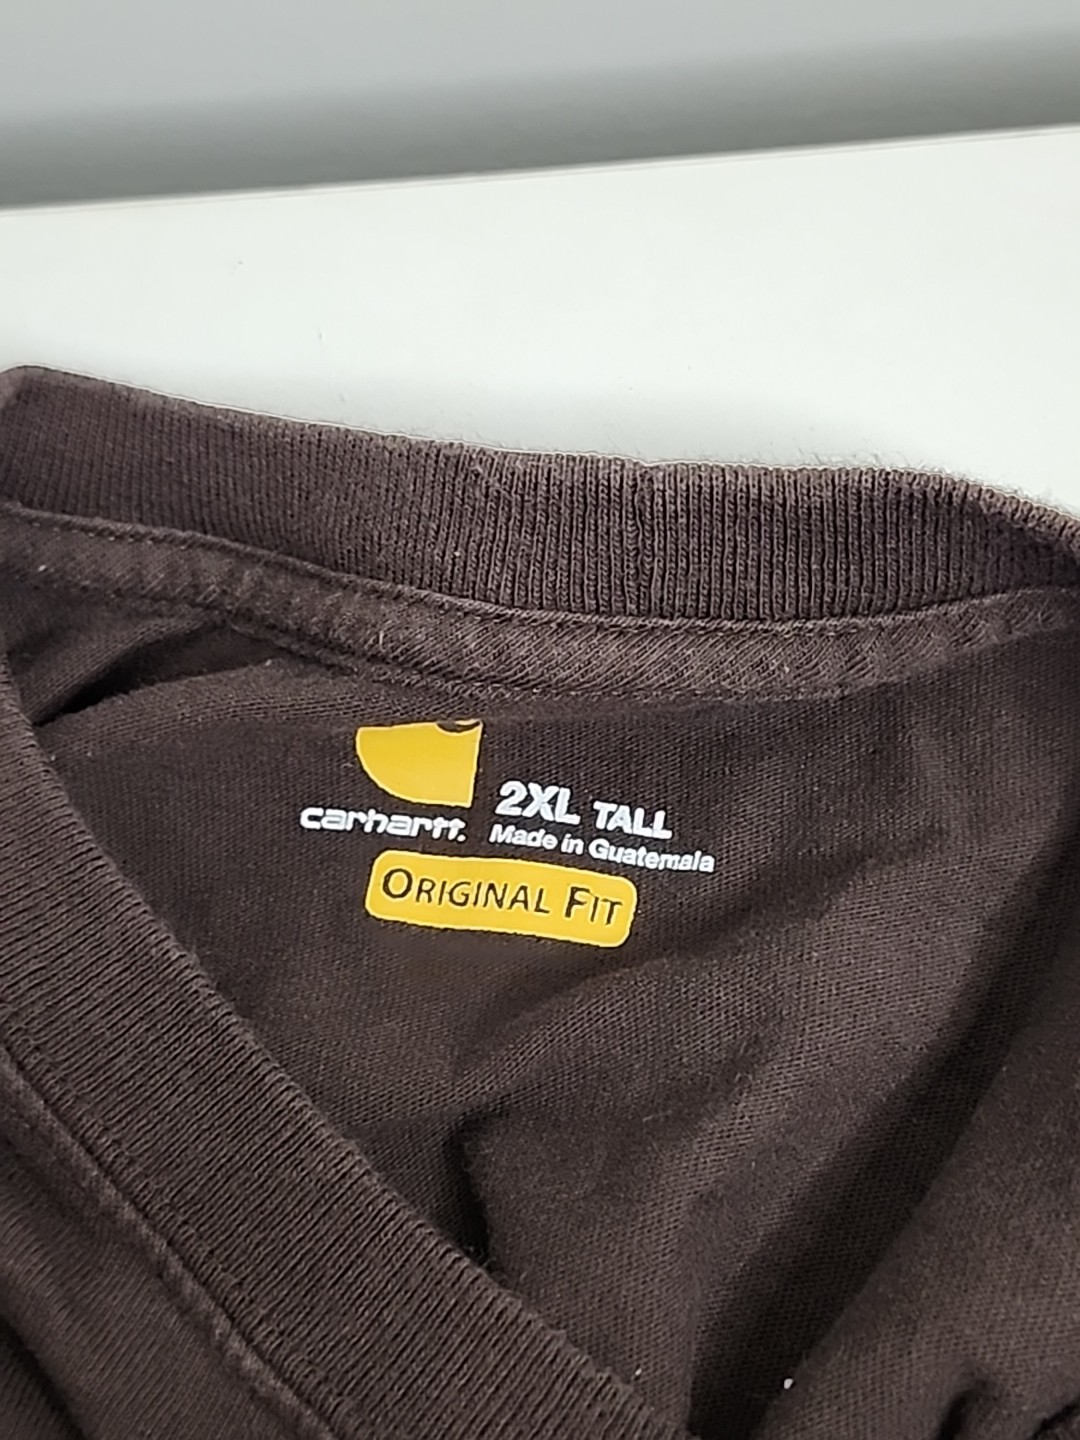 carhartt.
2XL TALL
Made in Guatemala
ORIGINAL FIT